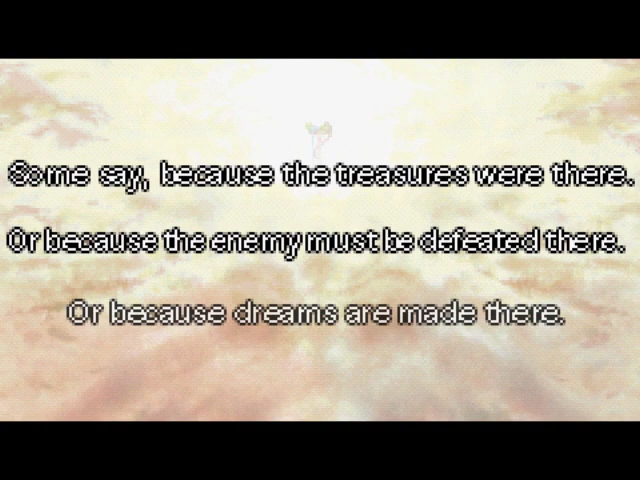 Some say, because the treasures were there.
Or because the enemy must be defeated there.
Or because dreams are made there.